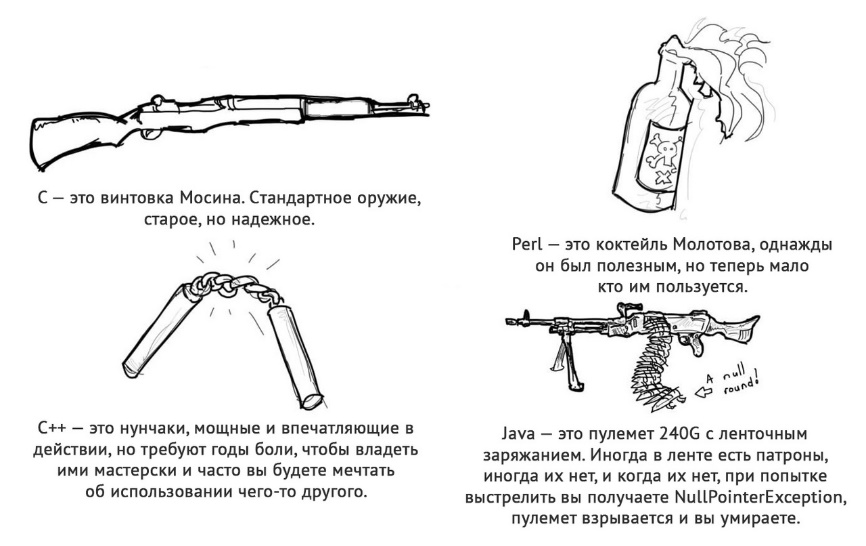 С — это винтовка Мосина. Стандартное оружие,
старое, но надежное.
Perl — это коктейль Молотова, однажды
он был полезным, но теперь мало
кто им пользуется.
С++ — это нунчаки, мощные и впечатляющие в
действии, но требуют годы боли, чтобы владеть
ими мастерски и часто вы будете мечтать
об использовании чего-то другого.
A null
round!
Java — это пулемет 240G с ленточным
заряжанием. Иногда в ленте есть патроны,
иногда их нет, и когда их нет, при попытке
выстрелить вы получаете NullPointerException,
пулемет взрывается и вы умираете.